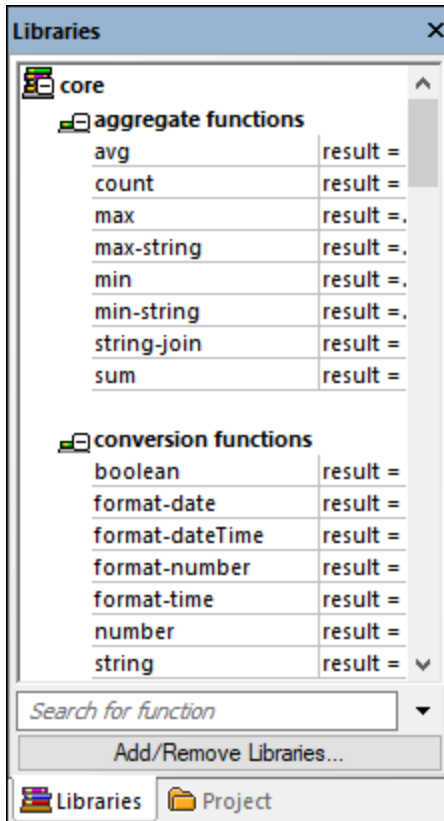 Libraries
core
aggregate functions
avg result =
count result =
max result =.
max-string result =.
min result =.
min-string result =.
string-join result =
sum result =
conversion functions
boolean result =
format-date result =
format-dateTime result =
format-number result =
format-time result =
number result =
string result =
Search for function
Add/Remove Libraries...
Libraries Project